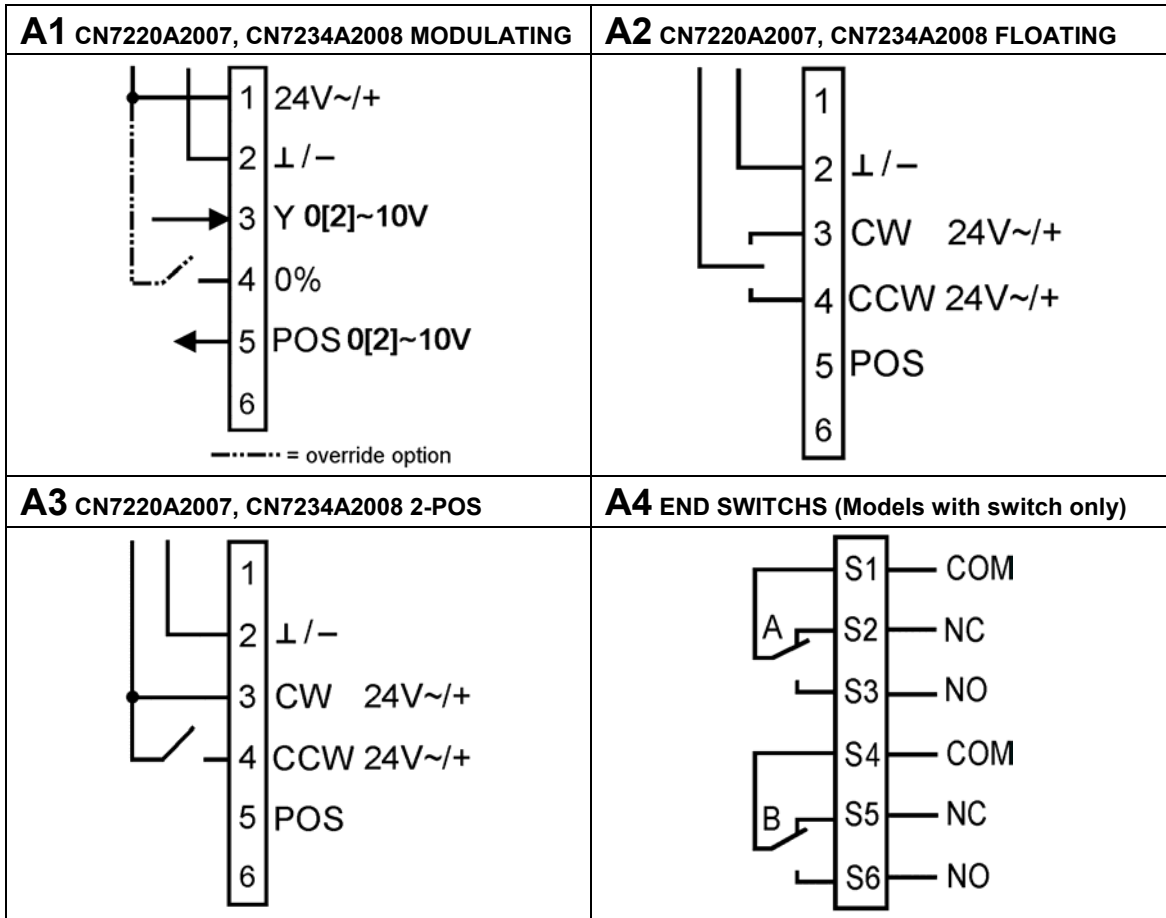 A1 CN7220A2007, CN7234A2008 MODULATING
1 24V~/+
2 ⊥/−
3 Y 0[2]~10V
4 0%
5 POS 0[2]~10V
6
= override option
A2 CN7220A2007, CN7234A2008 FLOATING
1
2 ⊥/−
3 CW 24V~/+
4 CCW 24V~/+
5 POS
6
A3 CN7220A2007, CN7234A2008 2-POS
1
2 ⊥/−
3 CW 24V~/+
4 CCW 24V~/+
5 POS
6
A4 END SWITCHS (Models with switch only)
S1 COM
A S2 NC
S3 NO
S4 COM
B S5 NC
S6 NO